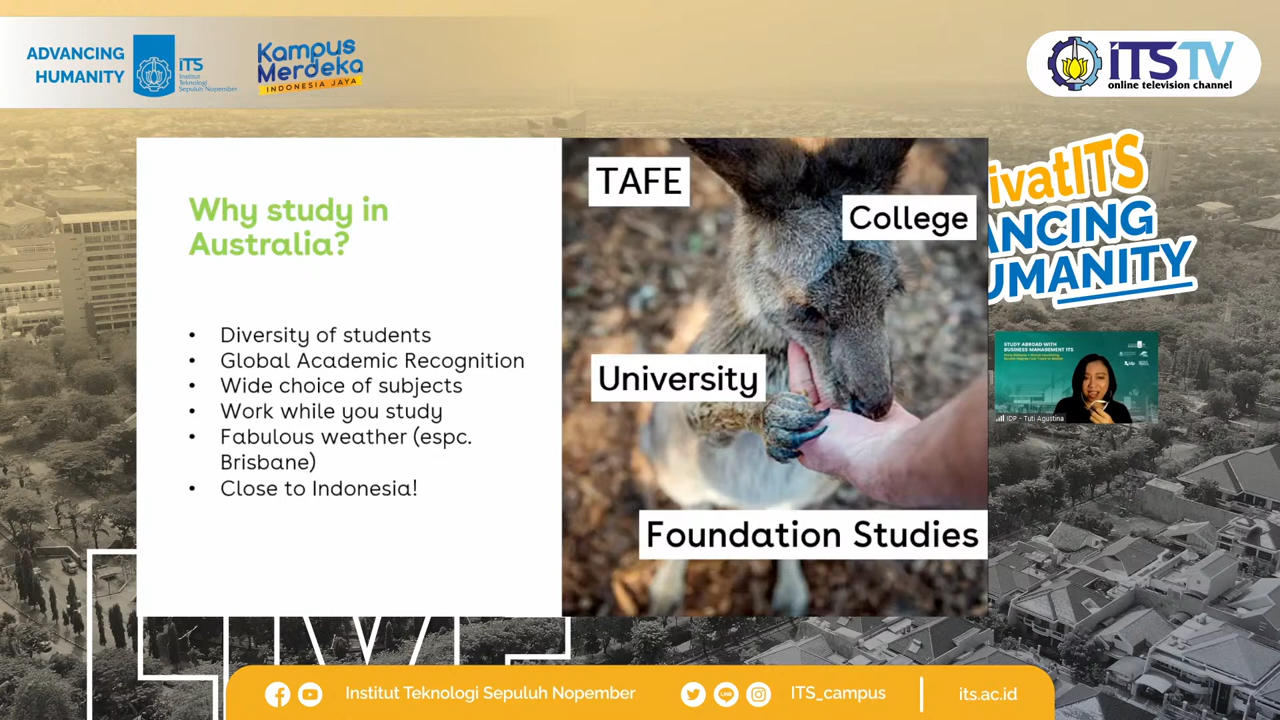 ADVANCING
HUMANITY
iTS
Institut
Teknologi
Sepuluh Nopember
Kampus
Merdeka
INDONESIA JAYA
iTSTV
online television channel
Why study in
Australia?
• Diversity of students
• Global Academic Recognition
• Wide choice of subjects
• Work while you study
• Fabulous weather (espc.
Brisbane)
• Close to Indonesia!
TAFE
College
University
Foundation Studies
ivatITS
ANCING
UMANITY
STUDY ABROAD WITH
BUSINESS MANAGEMENT ITS
IDP - Tuti Agustina
LIVE
Institut Teknologi Sepuluh Nopember
ITS_campus
its.ac.id